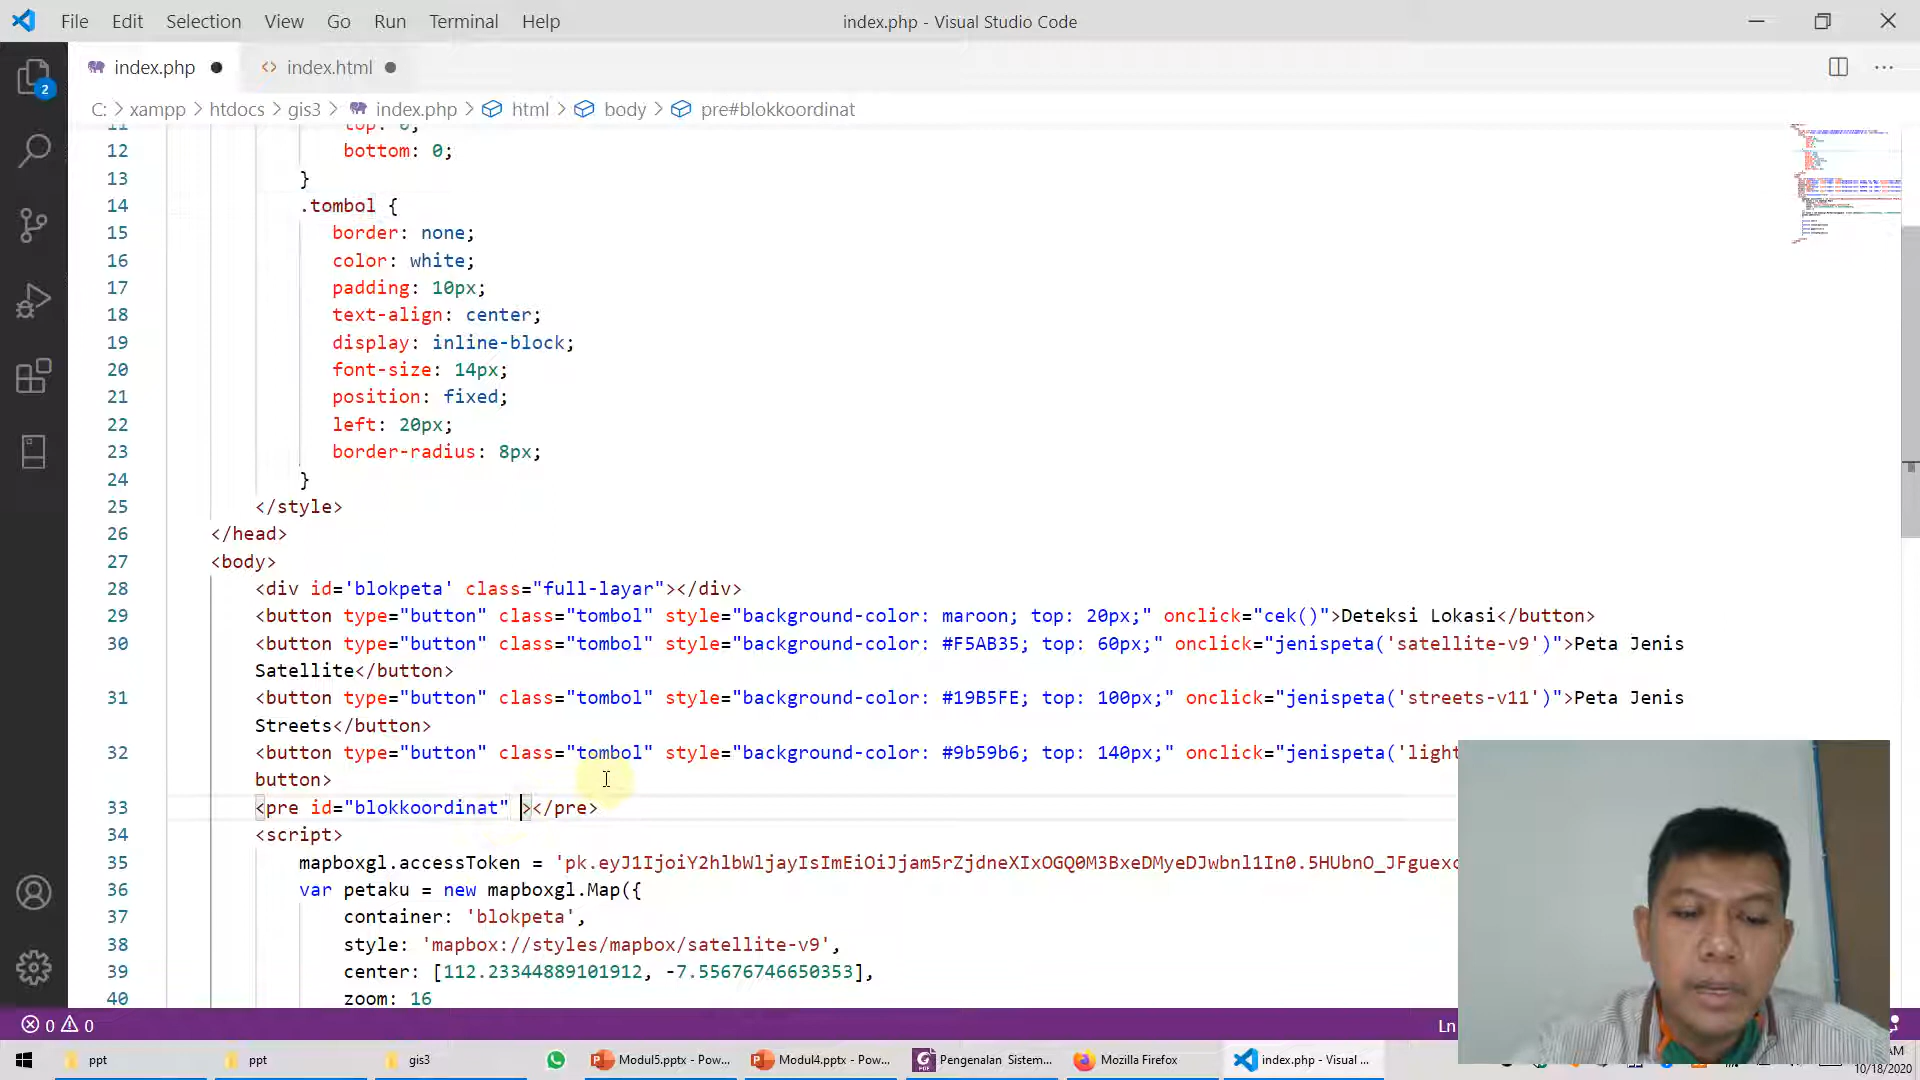 File Edit Selection View Go Run Terminal Help index.php - Visual Studio Code
index.php index.html
C: > xampp > htdocs > gis3 > index.php > html > body > pre#blokkoordinat
11 top: 0;
12 bottom: 0;
13 }
14 .tombol {
15 border: none;
16 color: white;
17 padding: 10px;
18 text-align: center;
19 display: inline-block;
20 font-size: 14px;
21 position: fixed;
22 left: 20px;
23 border-radius: 8px;
24 }
25 </style>
26 </head>
27 <body>
28 <div id='blokpeta' class="full-layar"></div>
29 <button type="button" class="tombol" style="background-color: maroon; top: 20px;" onclick="cek()">Deteksi Lokasi</button>
30 <button type="button" class="tombol" style="background-color: #F5AB35; top: 60px;" onclick="jenispeta('satellite-v9')">Peta Jenis
Satellite</button>
31 <button type="button" class="tombol" style="background-color: #19B5FE; top: 100px;" onclick="jenispeta('streets-v11')">Peta Jenis
Streets</button>
32 <button type="button" class="tombol" style="background-color: #9b59b6; top: 140px;" onclick="jenispeta('light
button>
33 <pre id="blokkoordinat" ></pre>
34 <script>
35 mapboxgl.accessToken =
36 var petaku = new mapboxgl.Map({
37 container: 'blokpeta',
38 style: 'mapbox://styles/mapbox/satellite-v9',
39 center: [112.23344889101912, -7.55676746650353],
40 zoom: 16
0 0 Ln
ppt ppt gis3 Modul5.pptx - Pow... Modul4.pptx - Pow... Pengenalan Sistem... Mozilla Firefox index.php - Visual ...
10/18/2020